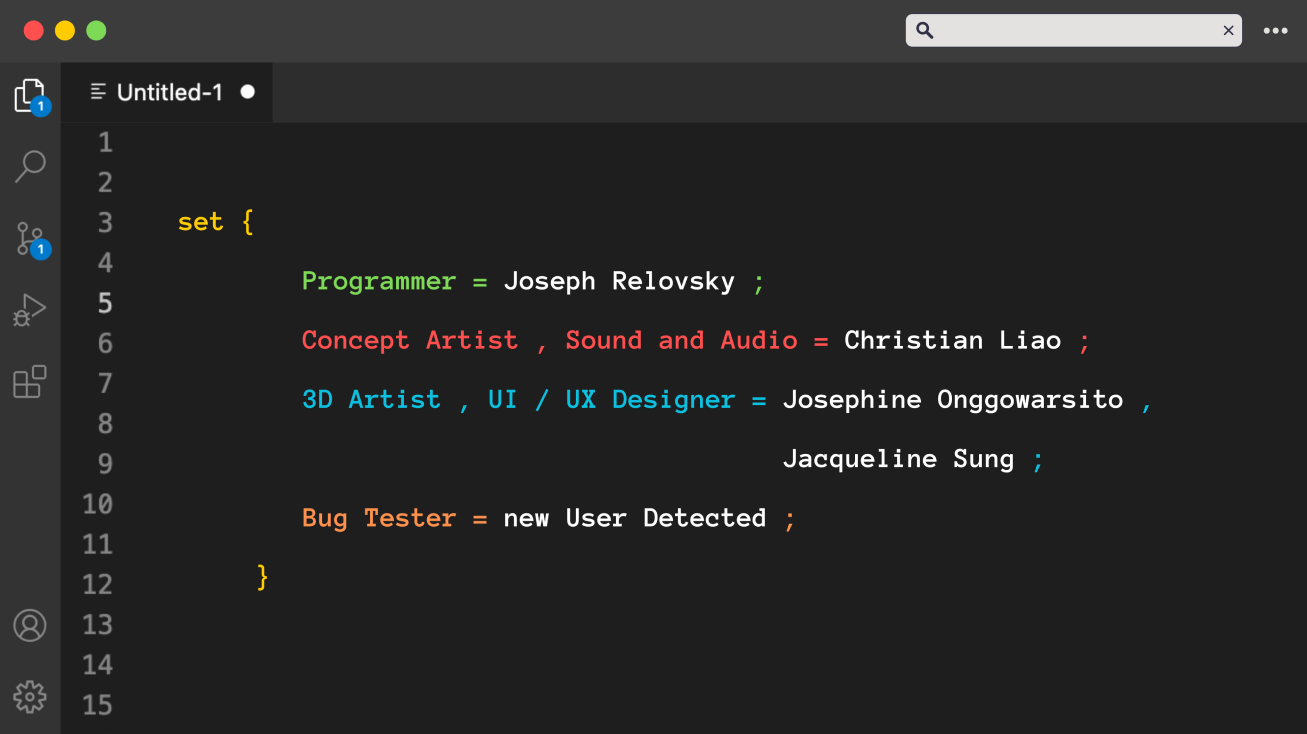 Untitled-1
1
1
1
2
3
4
5
6
7
8
9
10
11
12
13
14
15
set {
Programmer = Joseph Relovsky ;
Concept Artist , Sound and Audio = Christian Liao ;
3D Artist , UI / UX Designer = Josephine Onggowarsito ,
Jacqueline Sung ;
Bug Tester = new User Detected ;
}